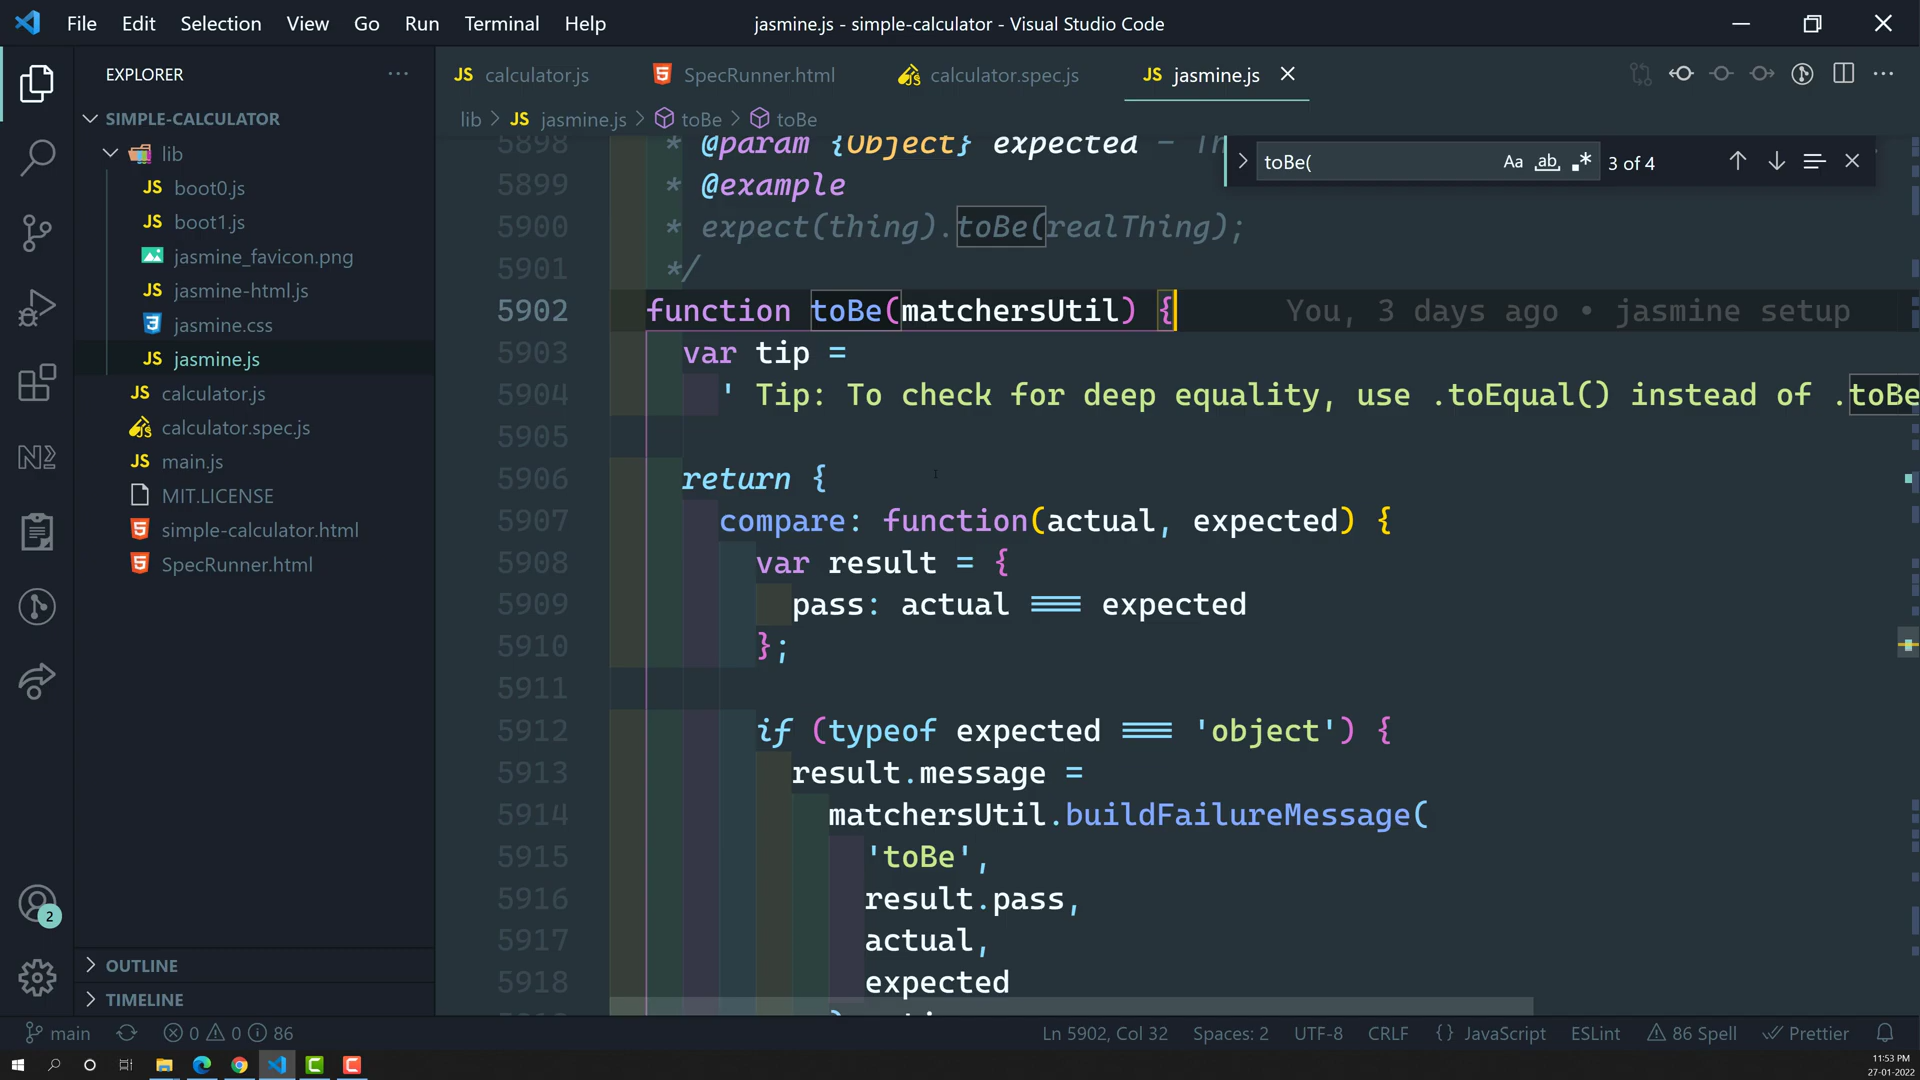 File Edit Selection View Go Run Terminal Help
jasmine.js - simple-calculator - Visual Studio Code
EXPLORER
SIMPLE-CALCULATOR
lib
JS boot0.js
JS boot1.js
jasmine_favicon.png
JS jasmine-html.js
jasmine.css
JS jasmine.js
JS calculator.js
calculator.spec.js
JS main.js
MIT.LICENSE
simple-calculator.html
SpecRunner.html
OUTLINE
TIMELINE
2
JS calculator.js SpecRunner.html calculator.spec.js JS jasmine.js
lib > JS jasmine.js > toBe > toBe
toBe( Aa ab .* 3 of 4
5898 * @param {Object} expected - Th
5899 * @example
5900 * expect(thing).toBe(realThing);
5901 */
5902 function toBe(matchersUtil) { You, 3 days ago • jasmine setup
5903 var tip =
5904 ' Tip: To check for deep equality, use .toEqual() instead of .toBe
5905
5906 return {
5907 compare: function(actual, expected) {
5908 var result = {
5909 pass: actual === expected
5910 };
5911
5912 if (typeof expected === 'object') {
5913 result.message =
5914 matchersUtil.buildFailureMessage(
5915 'toBe',
5916 result.pass,
5917 actual,
5918 expected
main 0 0 86 Ln 5902, Col 32 Spaces: 2 UTF-8 CRLF {} JavaScript ESLint 86 Spell Prettier
11:53 PM
27-01-2022